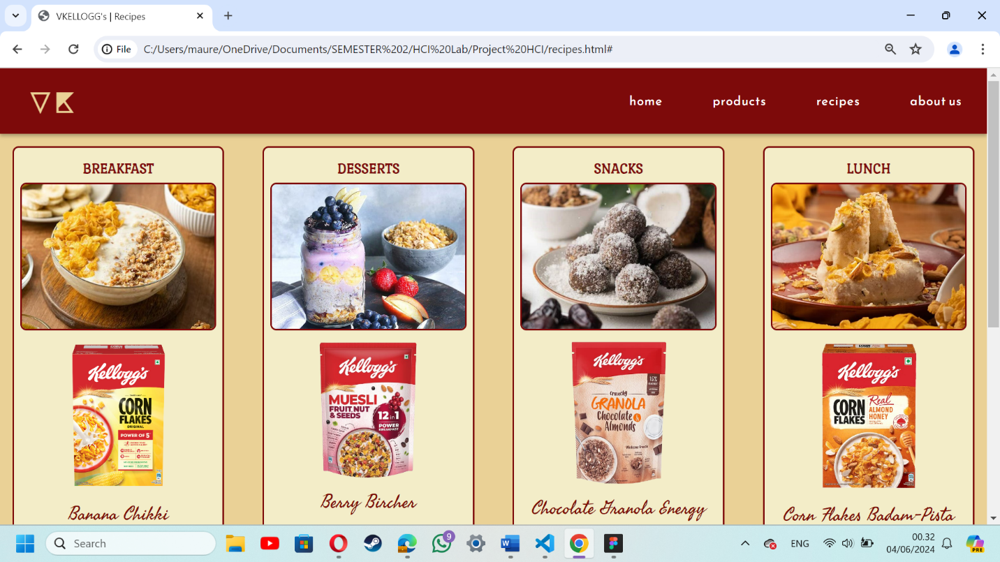 VKELLOGG's | Recipes
File
C:/Users/maure/OneDrive/Documents/SEMESTER%202/HCI%20Lab/Project%20HCI/recipes.html#
VK
home
products
recipes
about us
BREAKFAST
DESSERTS
SNACKS
LUNCH
Kellogg's
CORN
FLAKES
ORIGINAL
POWER OF 5
Kellogg's
MUESLI
FRUIT, NUT
& SEEDS
12 in 1
POWER
BREAKFAST
Kellogg's
Crunchy
GRANOLA
Chocolate &
Almonds
Kellogg's
CORN
FLAKES
Real
ALMOND
HONEY
Banana Chikki
Berry Bircher
Chocolate Granola Energy
Corn Flakes Badam-Pista
Search
9
W
ENG
00.32
04/06/2024
PRE